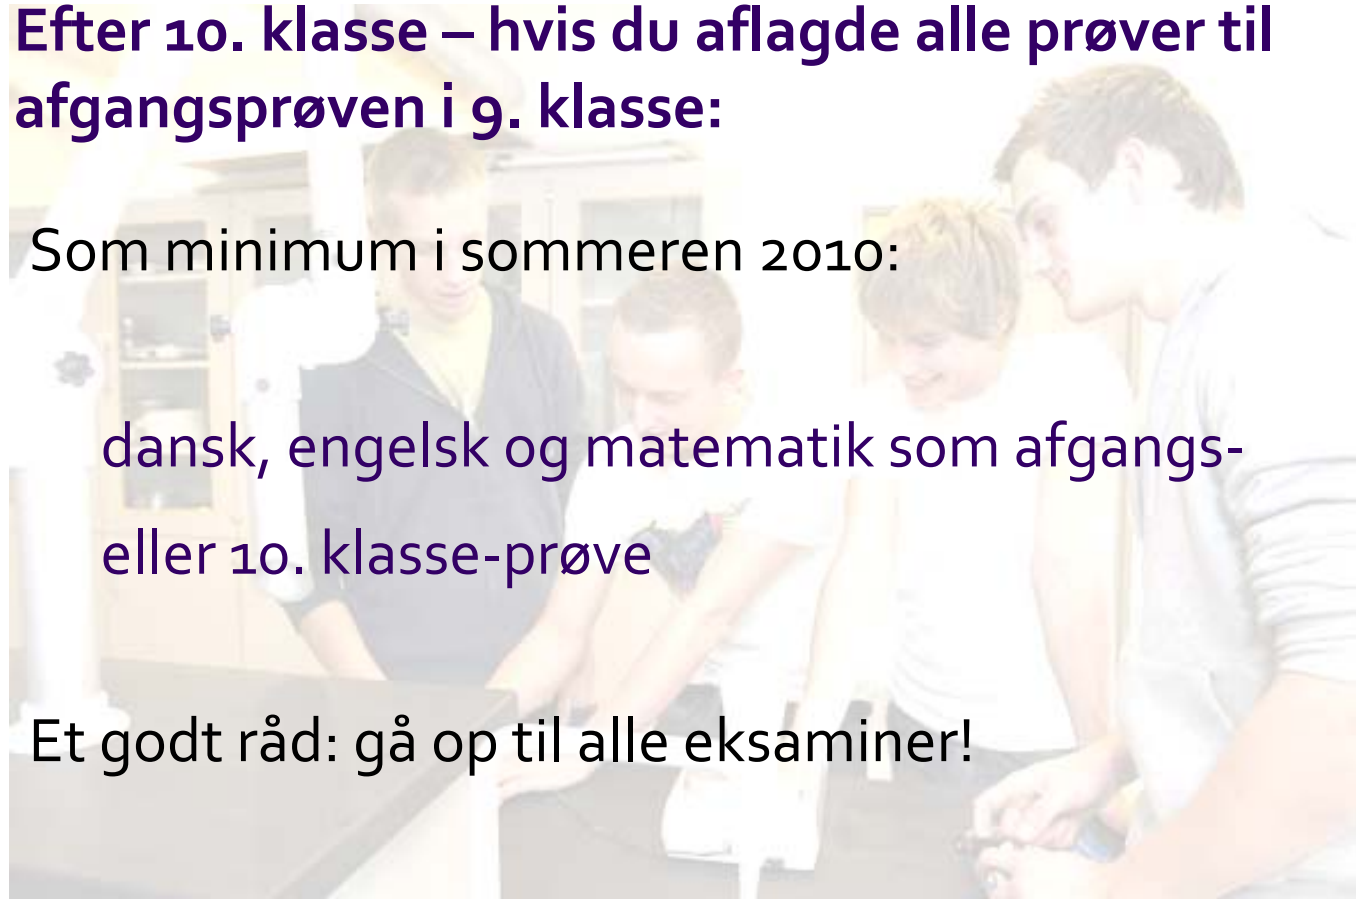 Efter 10. klasse – hvis du aflagde alle prøver til
afgangsprøven i 9. klasse:
Som minimum i sommeren 2010:
dansk, engelsk og matematik som afgangs-
eller 10. klasse-prøve
Et godt råd: gå op til alle eksaminer!